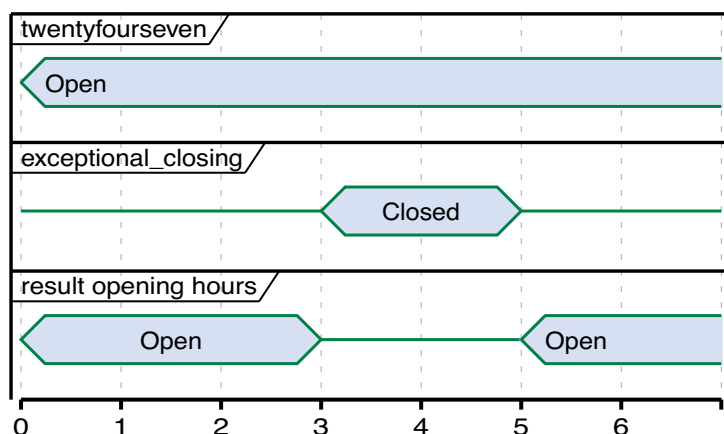 twentyfourseven
Open
exceptional_closing
Closed
result opening hours
Open Open
0 1 2 3 4 5 6